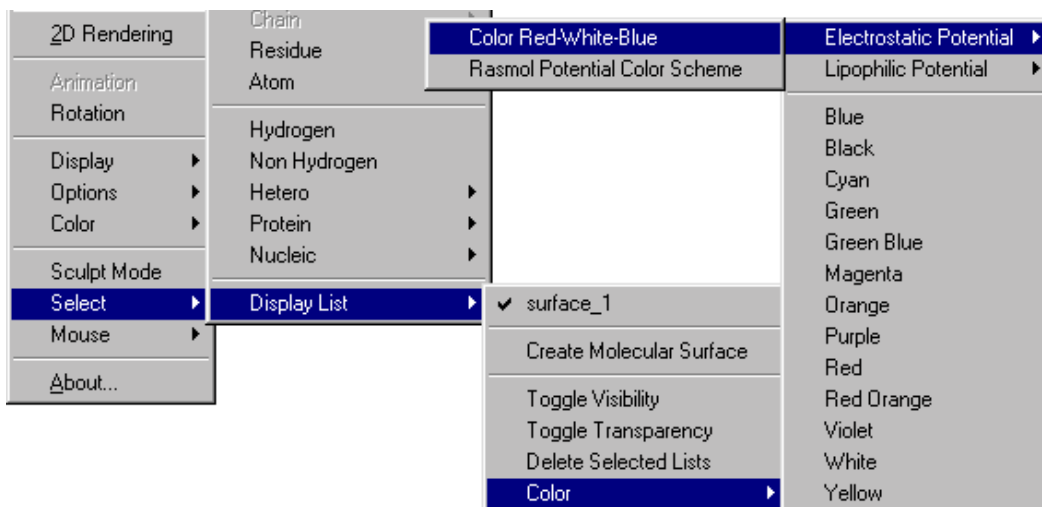 2D Rendering
Animation
Rotation
Display
Options
Color
Sculpt Mode
Select
Mouse
About...
Chain
Residue
Atom
Hydrogen
Non Hydrogen
Hetero
Protein
Nucleic
Display List
surface_1
Create Molecular Surface
Toggle Visibility
Toggle Transparency
Delete Selected Lists
Color
Color Red-White-Blue
Rasmol Potential Color Scheme
Electrostatic Potential
Lipophilic Potential
Blue
Black
Cyan
Green
Green Blue
Magenta
Orange
Purple
Red
Red Orange
Violet
White
Yellow